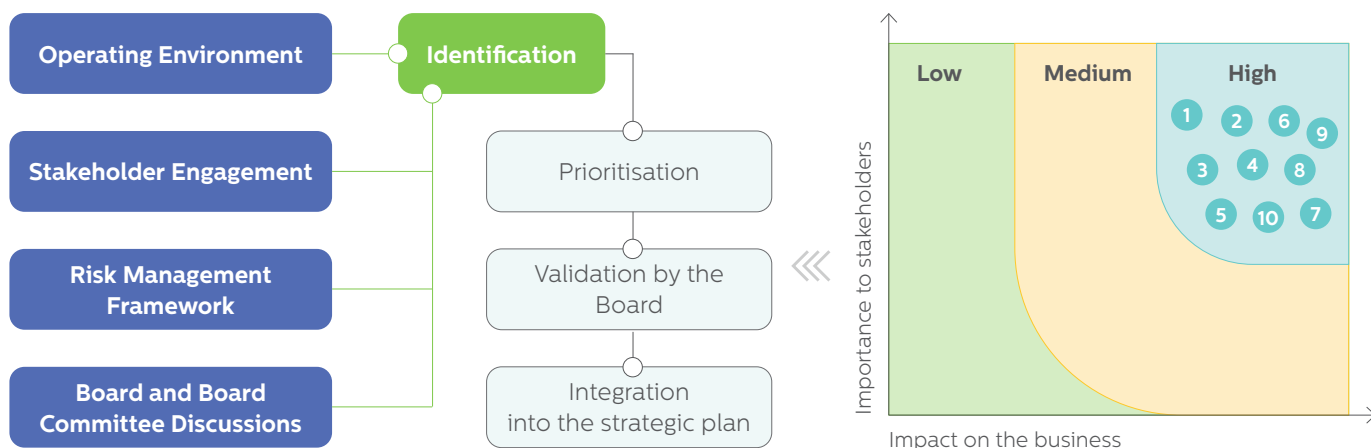 Operating Environment
Stakeholder Engagement
Risk Management
Framework
Board and Board
Committee Discussions
Identification
Prioritisation
Validation by the
Board
Integration
into the strategic plan
Importance to stakeholders
Low
Medium
High
1
2
6
9
3
4
8
5
10
7
Impact on the business